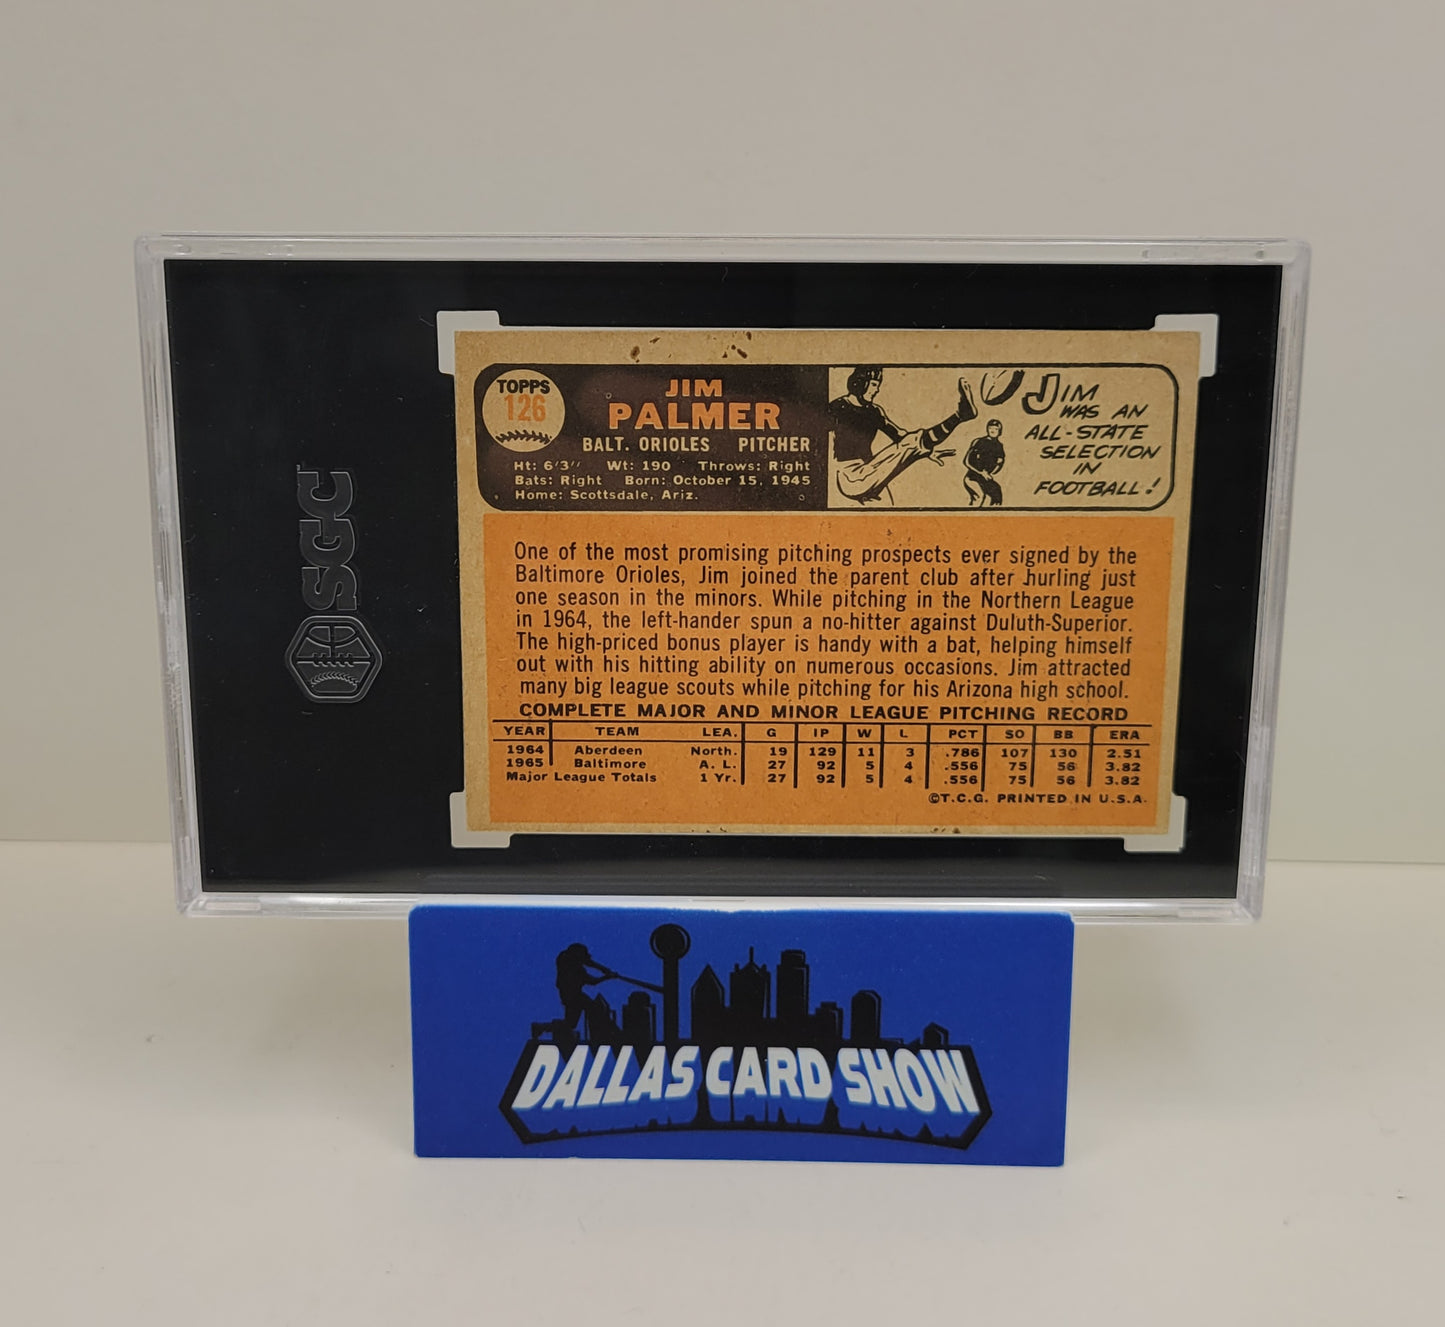 SGC
TOPPS
126
JIM
PALMER
BALT. ORIOLES PITCHER
Ht: 6'3" Wt: 190 Throws: Right
Bats: Right Born: October 15, 1945
Home: Scottsdale, Ariz.
JIM
WAS AN
ALL-STATE
SELECTION
IN
FOOTBALL!
One of the most promising pitching prospects ever signed by the
Baltimore Orioles, Jim joined the parent club after hurling just
one season in the minors. While pitching in the Northern League
in 1964, the left-hander spun a no-hitter against Duluth-Superior.
The high-priced bonus player is handy with a bat, helping himself
out with his hitting ability on numerous occasions. Jim attracted
many big league scouts while pitching for his Arizona high school.
COMPLETE MAJOR AND MINOR LEAGUE PITCHING RECORD
YEAR TEAM LEA. G IP W L PCT SO BB ERA
1964 Aberdeen North. 19 129 11 3 .786 107 130 2.51
1965 Baltimore A. L. 27 92 5 4 .556 75 56 3.82
Major League Totals 1 Yr. 27 92 5 4 .556 75 56 3.82
©T.C.G. PRINTED IN U.S.A.
DALLAS CARD SHOW